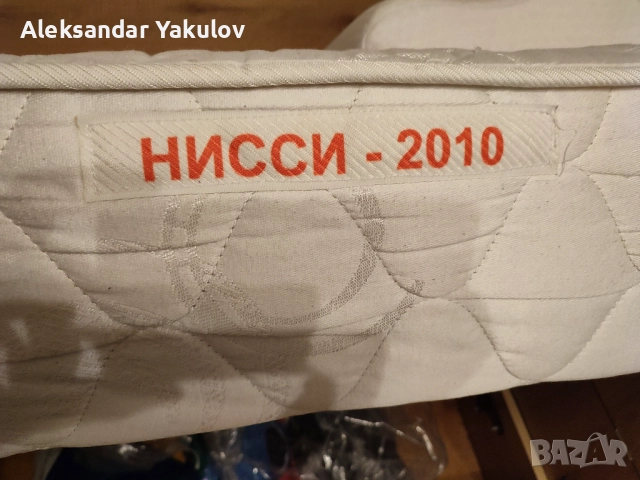 Aleksandar Yakulov
НИССИ - 2010
BAZAR